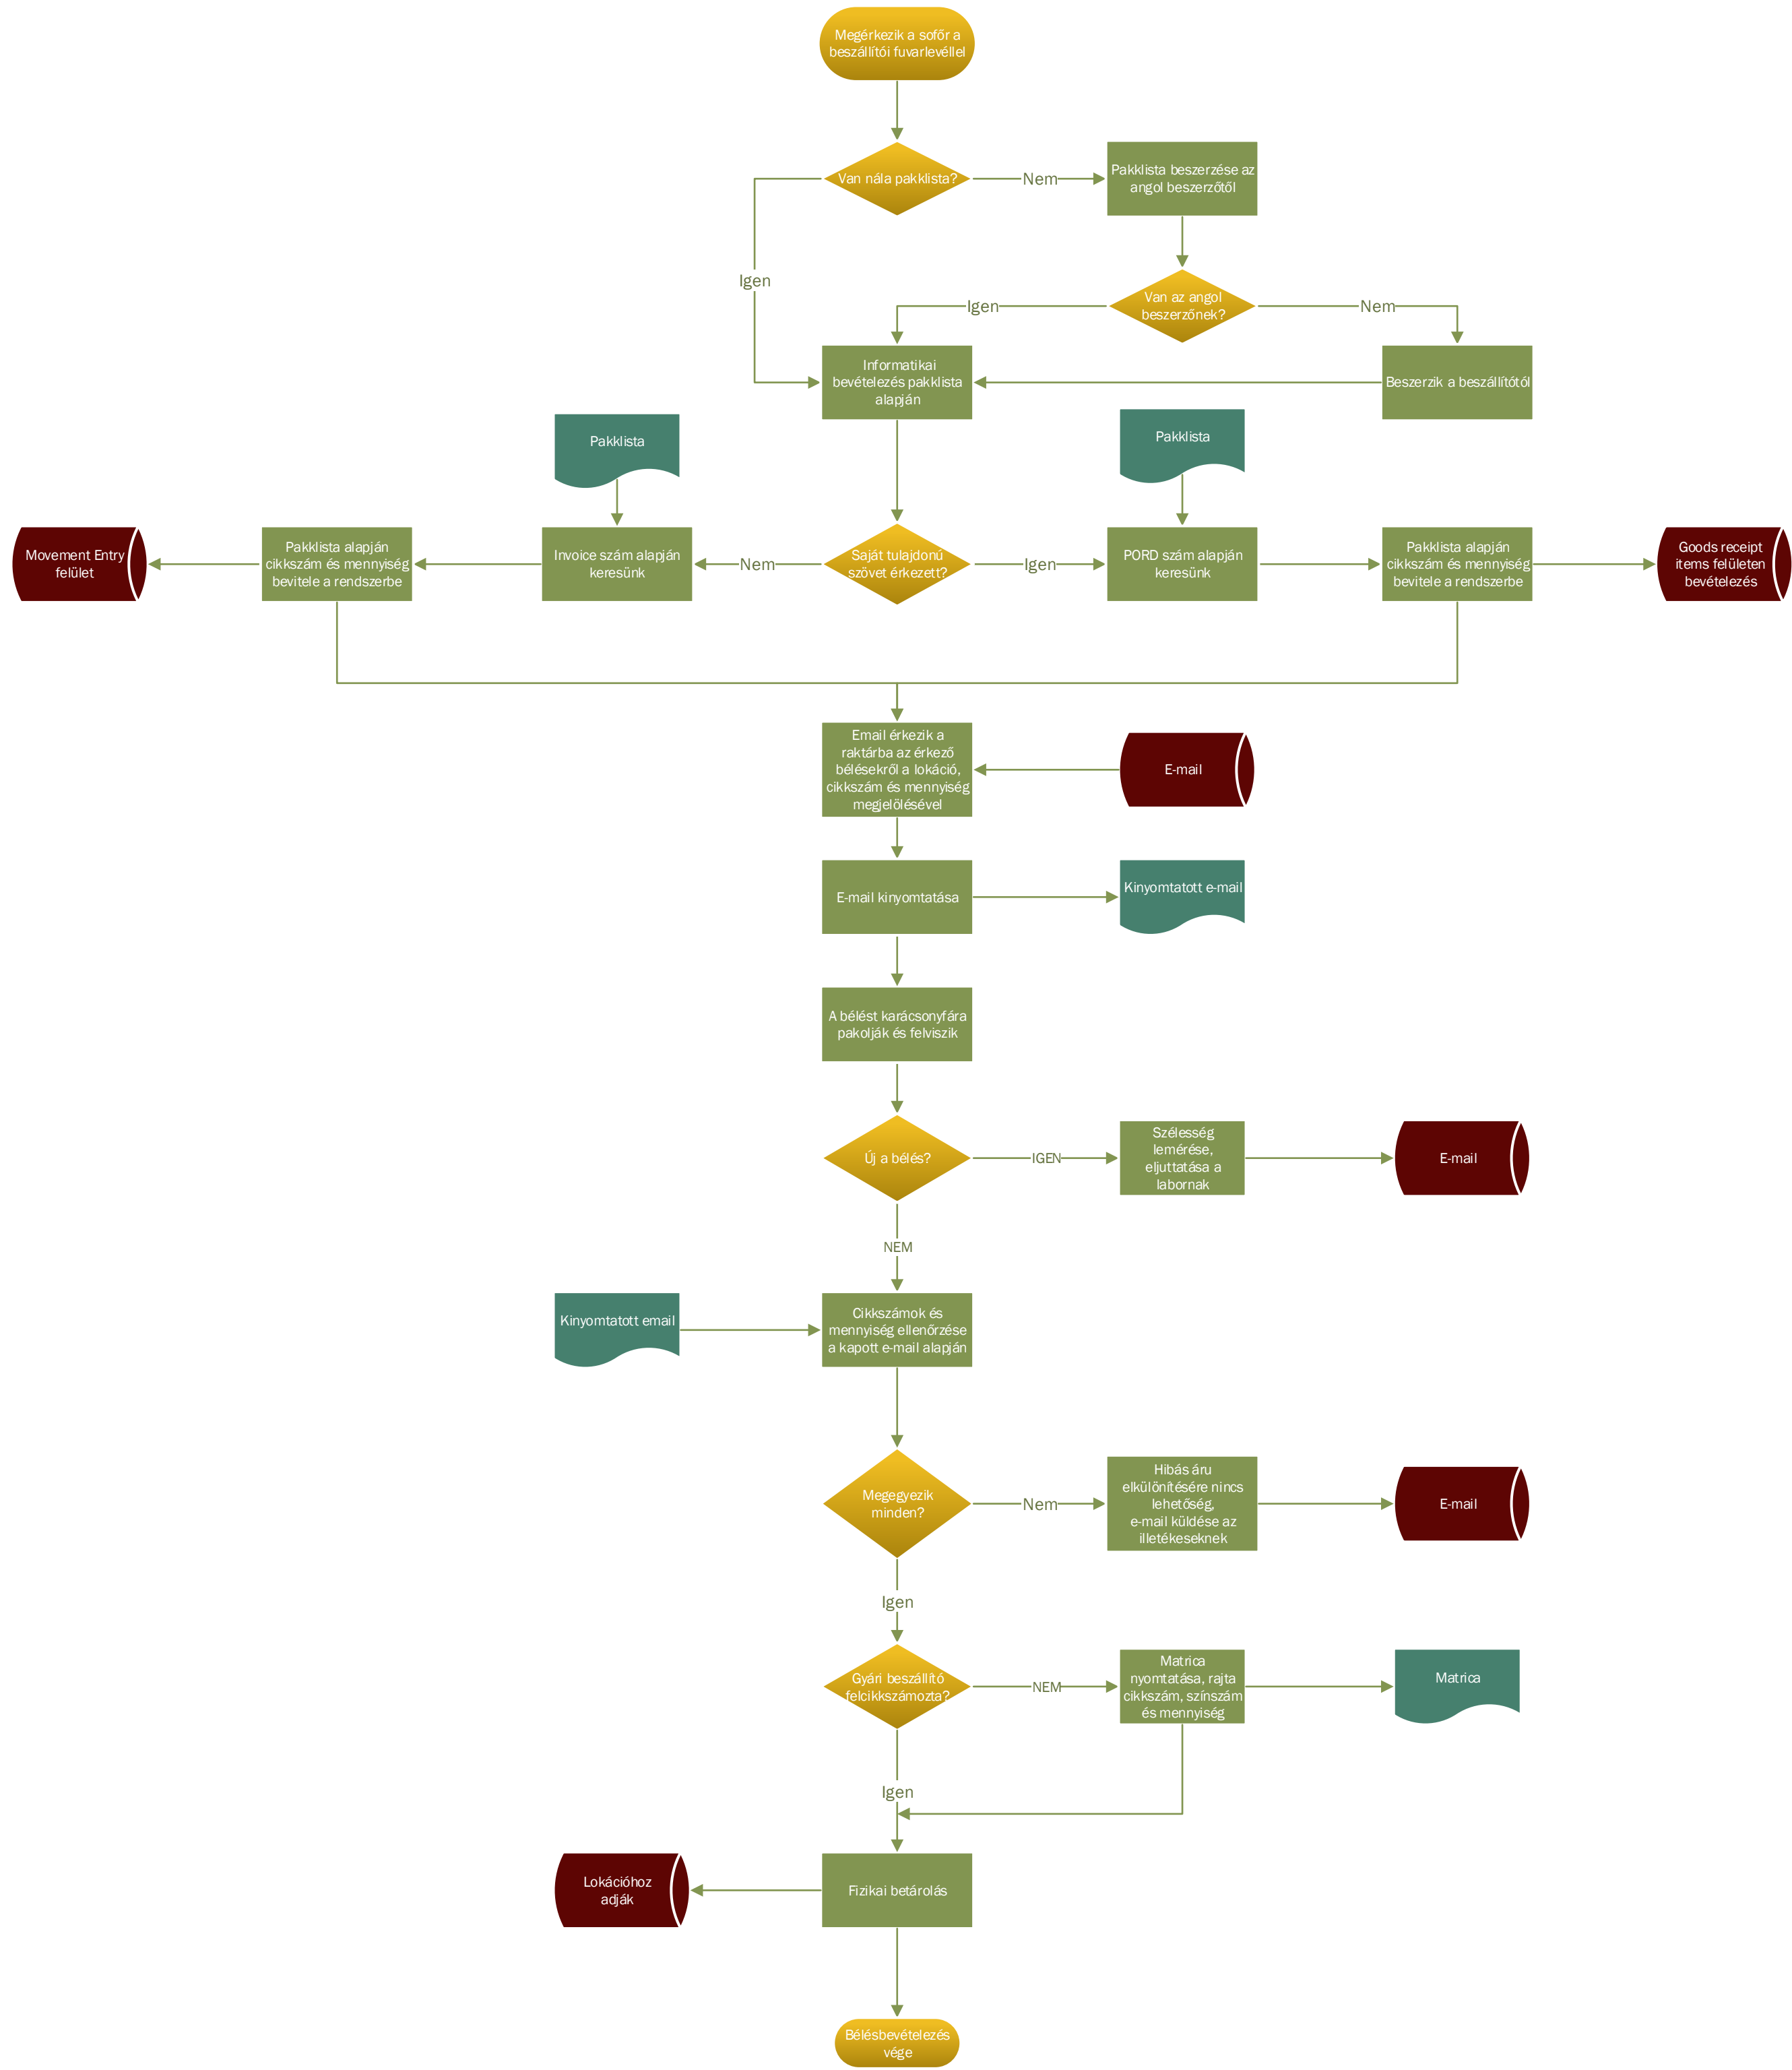 Megérkezik a sofőr a
beszállítói fuvarlevéllel
Van nála pakklista?
Nem
Pakklista beszerzése az
angol beszerzőtől
Igen
Van az angol
beszerzőnek?
Igen
Nem
Informatikai
bevételezés pakklista
alapján
Beszerzik a beszállítótól
Pakklista
Pakklista
Movement Entry
felület
Pakklista alapján
cikkszám és mennyiség
bevitele a rendszerbe
Invoice szám alapján
keresünk
Nem
Saját tulajdonú
szövet érkezett?
Igen
PORD szám alapján
keresünk
Pakklista alapján
cikkszám és mennyiség
bevitele a rendszerbe
Goods receipt
items felületen
bevételezés
Email érkezik a
raktárba az érkező
bélésekről a lokáció,
cikkszám és mennyiség
megjelölésével
E-mail
E-mail kinyomtatása
Kinyomtatott e-mail
A bélést karácsonyfára
pakolják és felviszik
Új a bélés?
IGEN
Szélesség
lemérése,
eljuttatása a
labornak
E-mail
NEM
Kinyomtatott email
Cikkszámok és
mennyiség ellenőrzése
a kapott e-mail alapján
Megegyezik
minden?
Nem
Hibás áru
elkülönítésére nincs
lehetőség,
e-mail küldése az
illetékeseknek
E-mail
Igen
Gyári beszállító
felcikkszámozta?
NEM
Matrica
nyomtatása, rajta
cikkszám, színszám
és mennyiség
Matrica
Igen
Lokációhoz
adják
Fizikai betárolás
Bélésbevételezés
vége